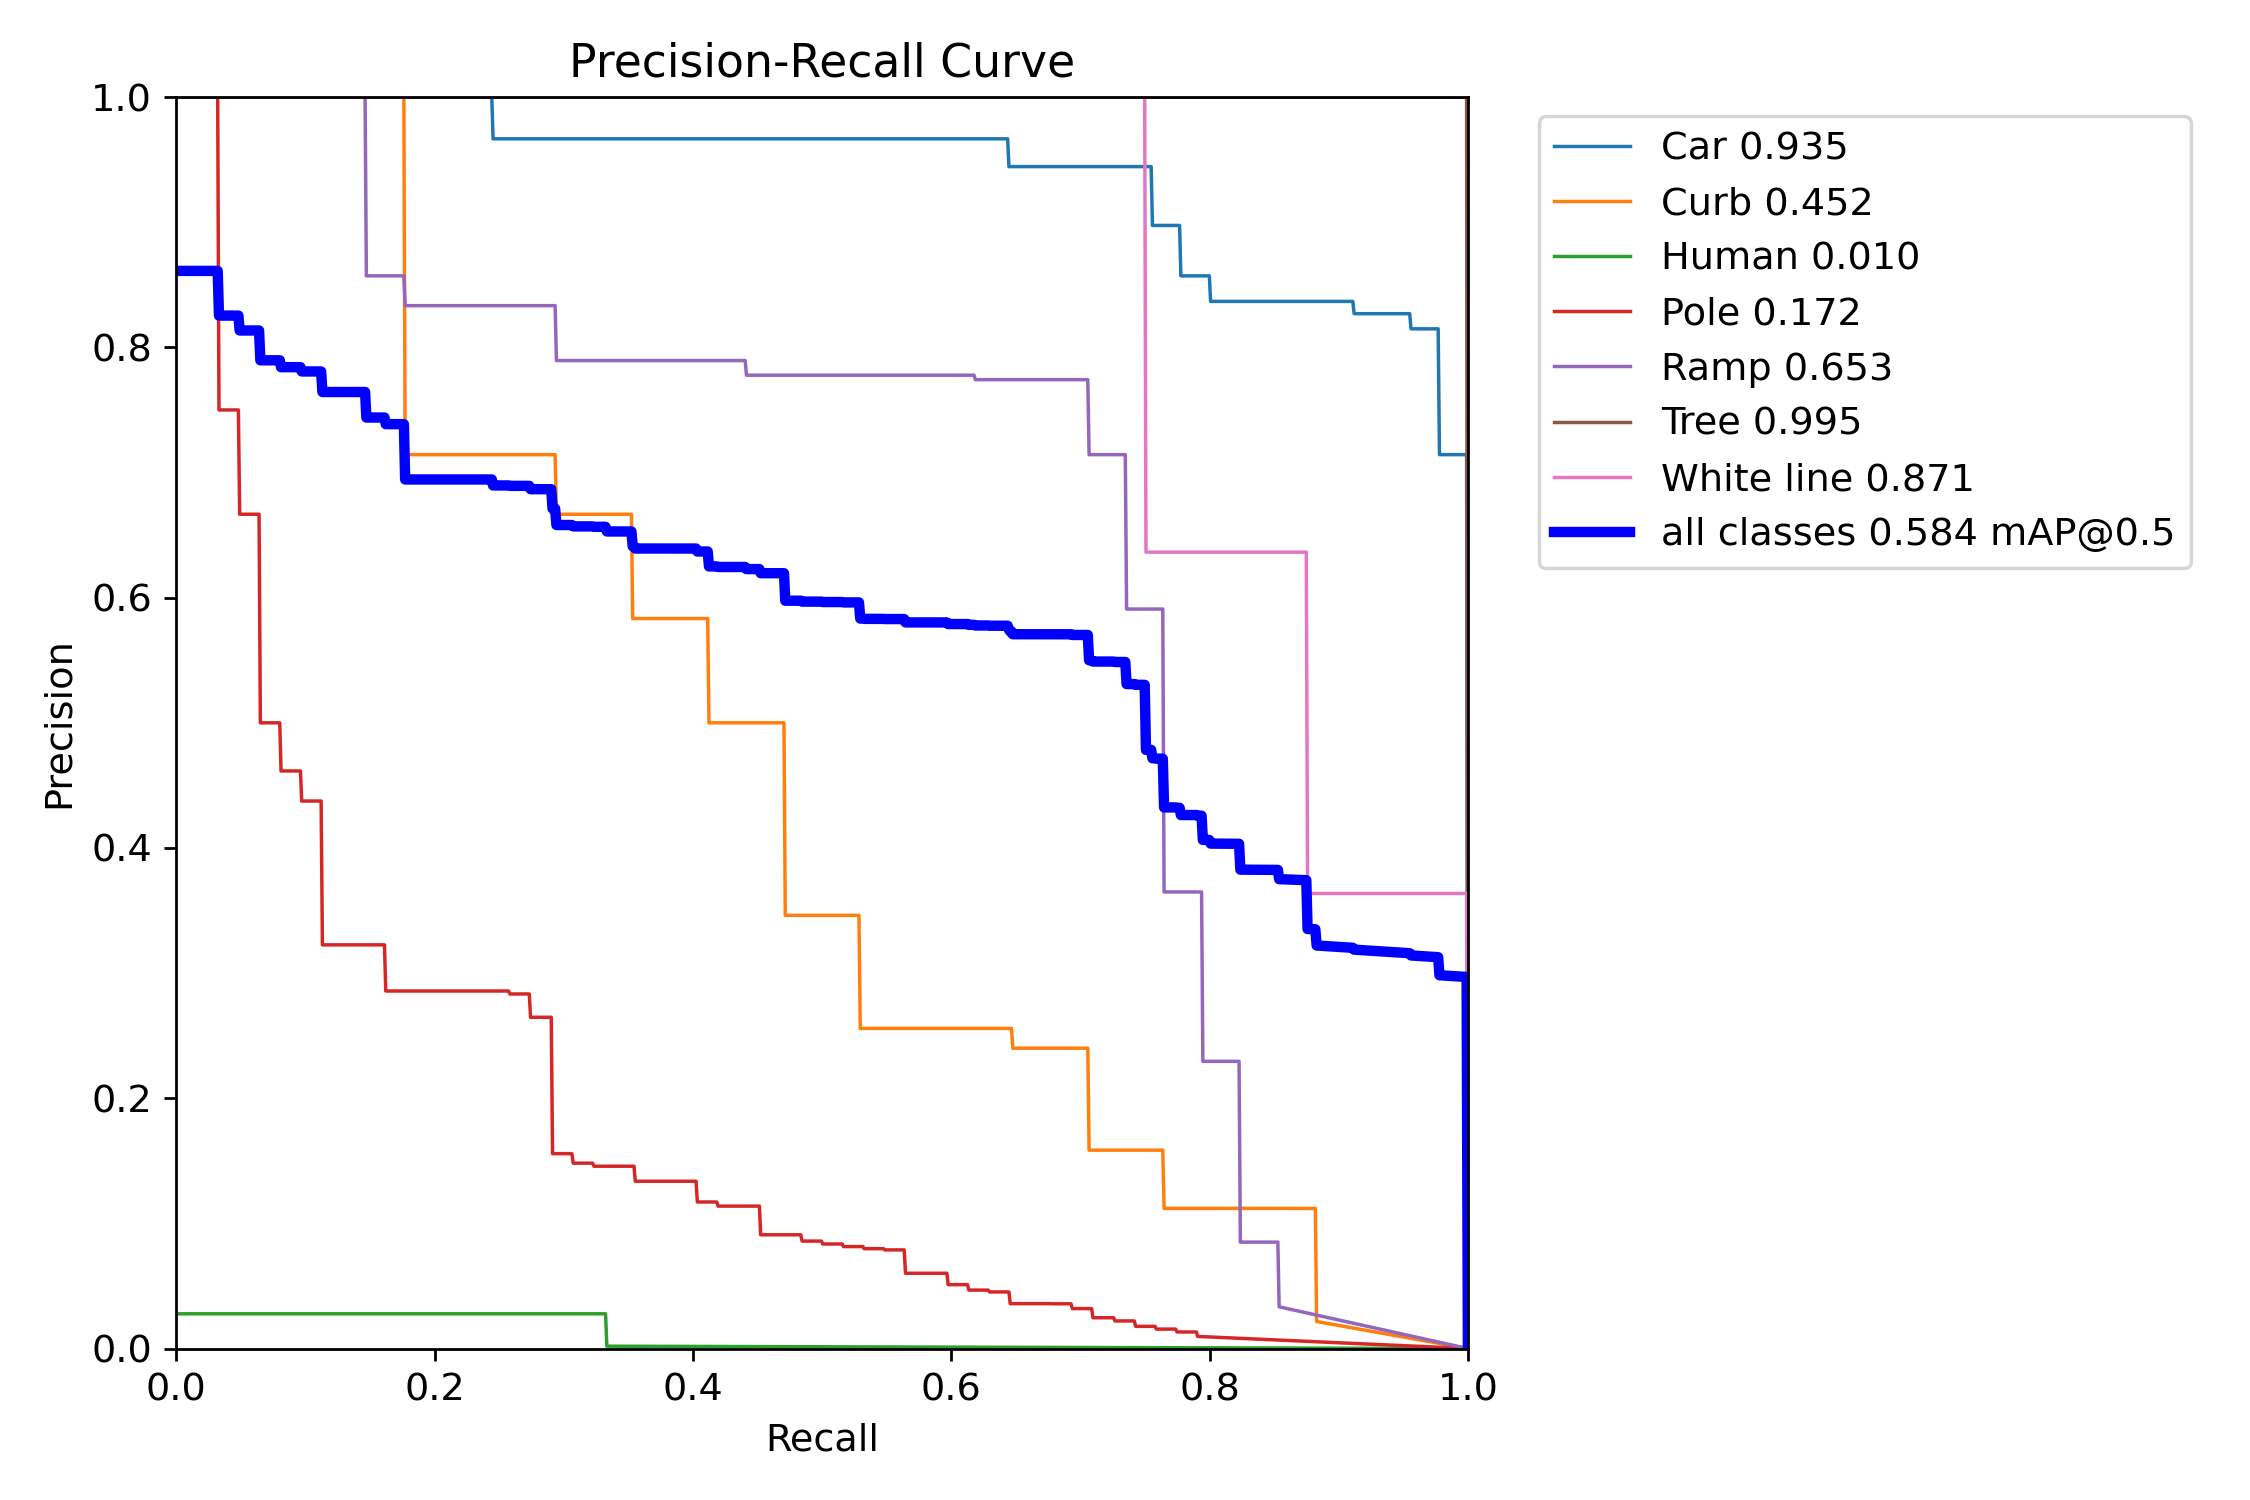 Precision-Recall Curve
1.0
0.8
0.6
0.4
0.2
0.0
Precision
0.0 0.2 0.4 0.6 0.8 1.0
Recall
Car 0.935
Curb 0.452
Human 0.010
Pole 0.172
Ramp 0.653
Tree 0.995
White line 0.871
all classes 0.584 mAP@0.5